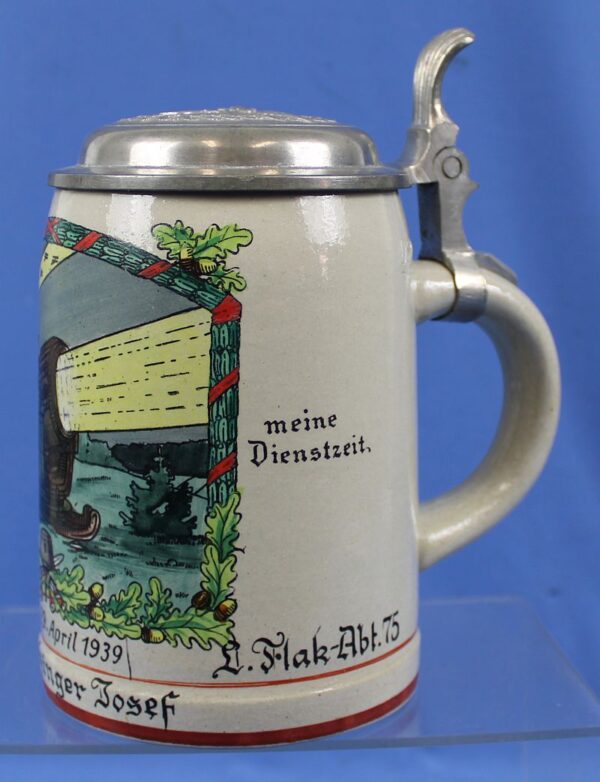 meine
Dienstzeit.
April 1939
L. Flak-Abt. 75
Josef